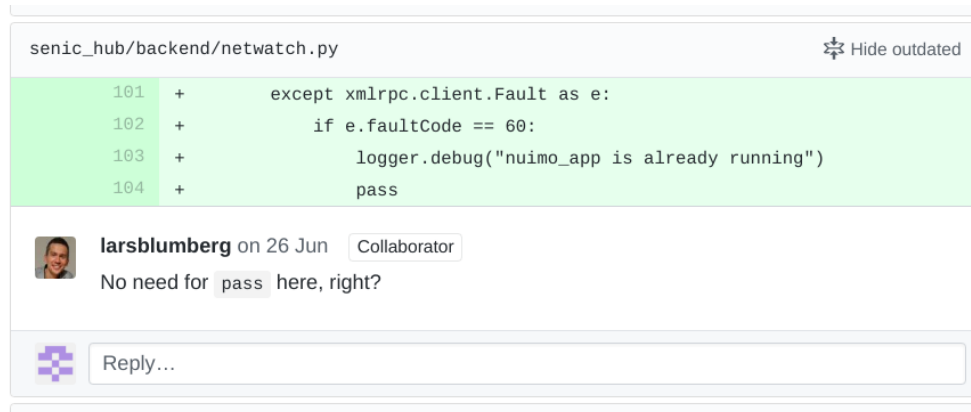 senic_hub/backend/netwatch.py Hide outdated
101 + except xmlrpc.client.Fault as e:
102 + if e.faultCode == 60:
103 + logger.debug("nuimo_app is already running")
104 + pass
larsblumberg on 26 Jun Collaborator
No need for pass here, right?
Reply…